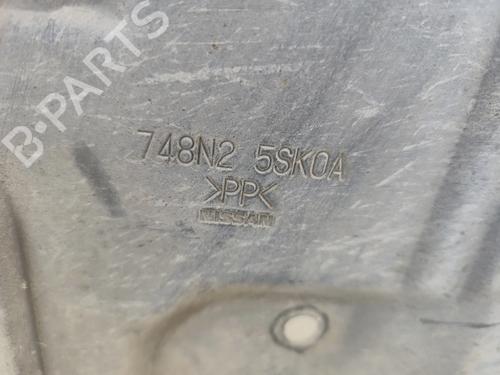 B-PARTS
748N2 5SK0A
>PP<
NISSAN